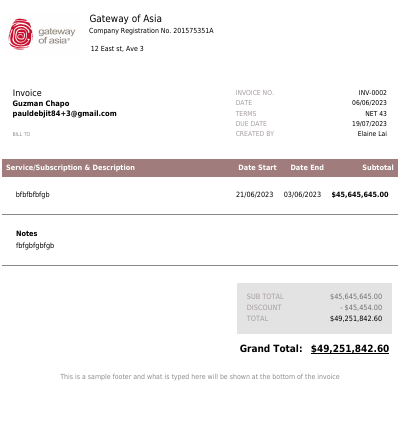 gateway
of asia
Gateway of Asia
Company Registration No. 201575351A
12 East st, Ave 3
Invoice
Guzman Chapo
pauldebjit84+3@gmail.com
BILL TO
INVOICE NO. INV-0002
DATE 06/06/2023
TERMS NET 43
DUE DATE 19/07/2023
CREATED BY Elaine Lai
Service/Subscription & Description Date Start Date End Subtotal
bfbfbfbfgb 21/06/2023 03/06/2023 $45,645,645.00
Notes
fbfgbfgbfgb
SUB TOTAL $45,645,645.00
DISCOUNT - $45,454.00
TOTAL $49,251,842.60
Grand Total: $49,251,842.60
This is a sample footer and what is typed here will be shown at the bottom of the invoice